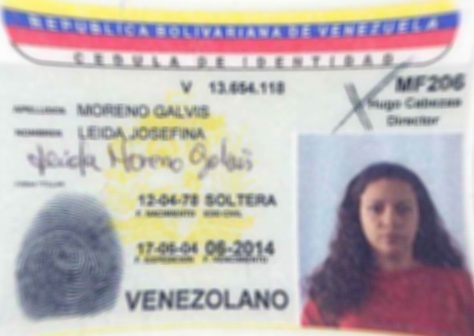 REPUBLICA BOLIVARIANA DE VENEZUELA
CEDULA DE IDENTIDAD
V 13.654.118
MF206
APELLIDOS MORENO GALVIS
Hugo Cabezas
NOMBRES LEIDA JOSEFINA
Director
Leida Moreno Galvis
12-04-78 SOLTERA
F. NACIMIENTO EDO CIVIL
17-06-04 06-2014
F. EXPEDICION F. VENCIMIENTO
VENEZOLANO